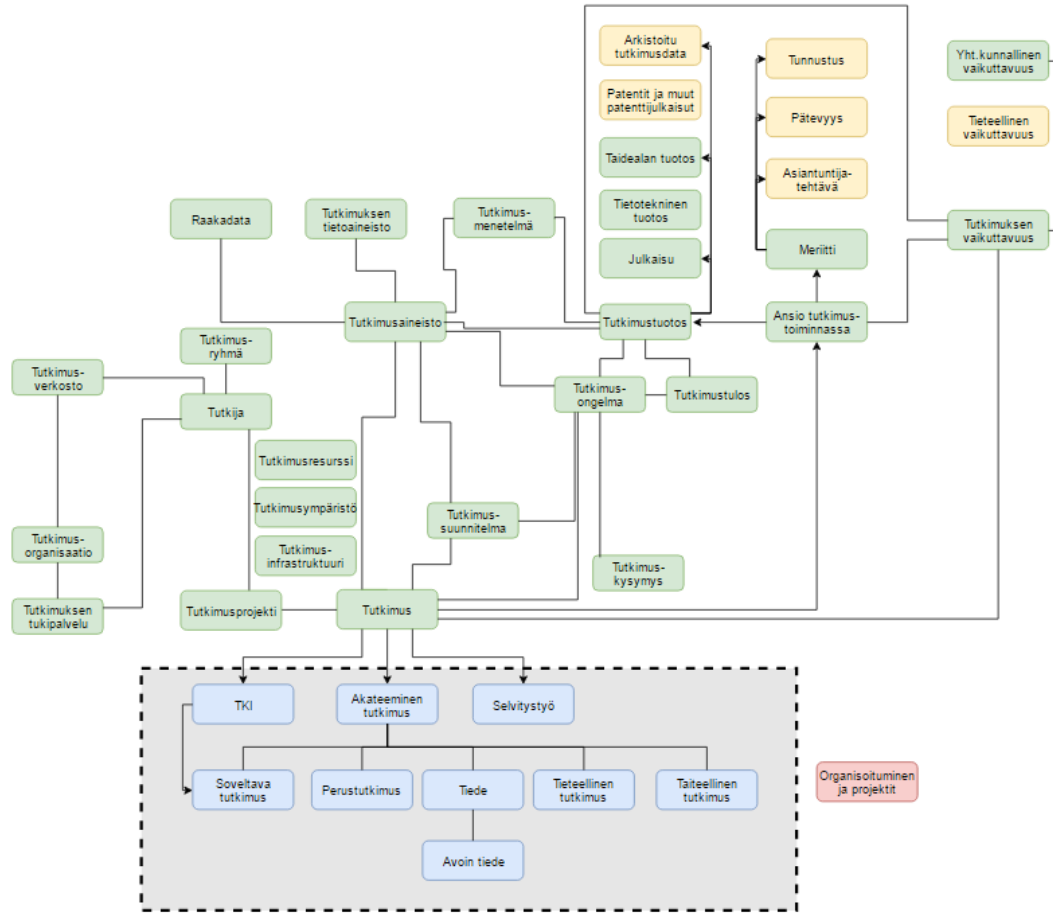 Arkistoitu
tutkimusdata
Tunnustus
Yht.kunnallinen
vaikuttavuus
Patentit ja muut
patenttijulkaisut
Pätevyys
Tieteellinen
vaikuttavuus
Taidealan tuotos
Asiantuntija-
tehtävä
Raakadata
Tutkimuksen
tietoaineisto
Tutkimus-
menetelmä
Tietotekninen
tuotos
Tutkimuksen
vaikuttavuus
Julkaisu
Meriitti
Tutkimusaineisto
Tutkimustuotos
Ansio tutkimus-
toiminnassa
Tutkimus-
ryhmä
Tutkimus-
verkosto
Tutkimus-
ongelma
Tutkimustulos
Tutkija
Tutkimusresurssi
Tutkimusympäristö
Tutkimus-
suunnitelma
Tutkimus-
organisaatio
Tutkimus-
infrastruktuuri
Tutkimus-
kysymys
Tutkimuksen
tukipalvelu
Tutkimusprojekti
Tutkimus
TKI
Akateeminen
tutkimus
Selvitystyö
Soveltava
tutkimus
Perustutkimus
Tiede
Tieteellinen
tutkimus
Taiteellinen
tutkimus
Organisoituminen
ja projektit
Avoin tiede